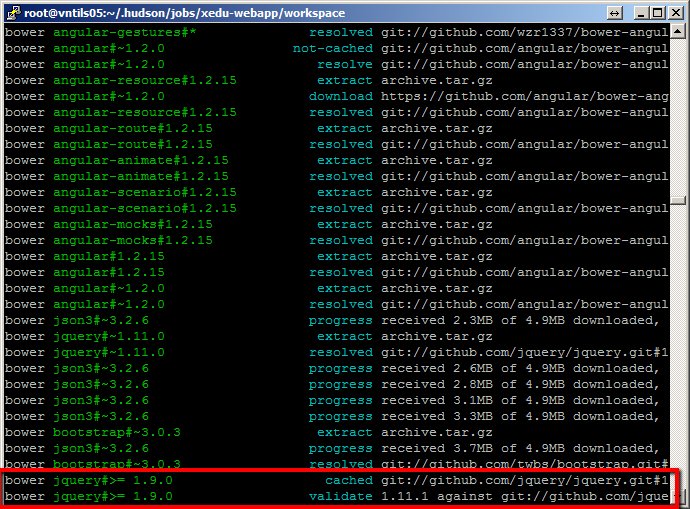 root@vntils05:~/.hudson/jobs/xedu-webapp/workspace
bower angular-gestures#* resolved git://github.com/wzr1337/bower-angul
bower angular#~1.2.0 not-cached git://github.com/angular/bower-angul
bower angular#~1.2.0 resolve git://github.com/angular/bower-angul
bower angular-resource#1.2.15 extract archive.tar.gz
bower angular#~1.2.0 download https://github.com/angular/bower-ang
bower angular-resource#1.2.15 resolved git://github.com/angular/bower-angul
bower angular-route#1.2.15 extract archive.tar.gz
bower angular-route#1.2.15 resolved git://github.com/angular/bower-angul
bower angular-animate#1.2.15 extract archive.tar.gz
bower angular-animate#1.2.15 resolved git://github.com/angular/bower-angul
bower angular-scenario#1.2.15 extract archive.tar.gz
bower angular-scenario#1.2.15 resolved git://github.com/angular/bower-angul
bower angular-mocks#1.2.15 extract archive.tar.gz
bower angular-mocks#1.2.15 resolved git://github.com/angular/bower-angul
bower angular#1.2.15 extract archive.tar.gz
bower angular#1.2.15 resolved git://github.com/angular/bower-angul
bower angular#~1.2.0 extract archive.tar.gz
bower angular#~1.2.0 resolved git://github.com/angular/bower-angul
bower json3#~3.2.6 progress received 2.3MB of 4.9MB downloaded,
bower jquery#~1.11.0 extract archive.tar.gz
bower jquery#~1.11.0 resolved git://github.com/jquery/jquery.git#1
bower json3#~3.2.6 progress received 2.6MB of 4.9MB downloaded,
bower json3#~3.2.6 progress received 2.8MB of 4.9MB downloaded,
bower json3#~3.2.6 progress received 3.1MB of 4.9MB downloaded,
bower json3#~3.2.6 progress received 3.3MB of 4.9MB downloaded,
bower bootstrap#~3.0.3 extract archive.tar.gz
bower json3#~3.2.6 progress received 3.7MB of 4.9MB downloaded,
bower bootstrap#~3.0.3 resolved git://github.com/twbs/bootstrap.git#
bower jquery#>= 1.9.0 cached git://github.com/jquery/jquery.git#1
bower jquery#>= 1.9.0 validate 1.11.1 against git://github.com/jque